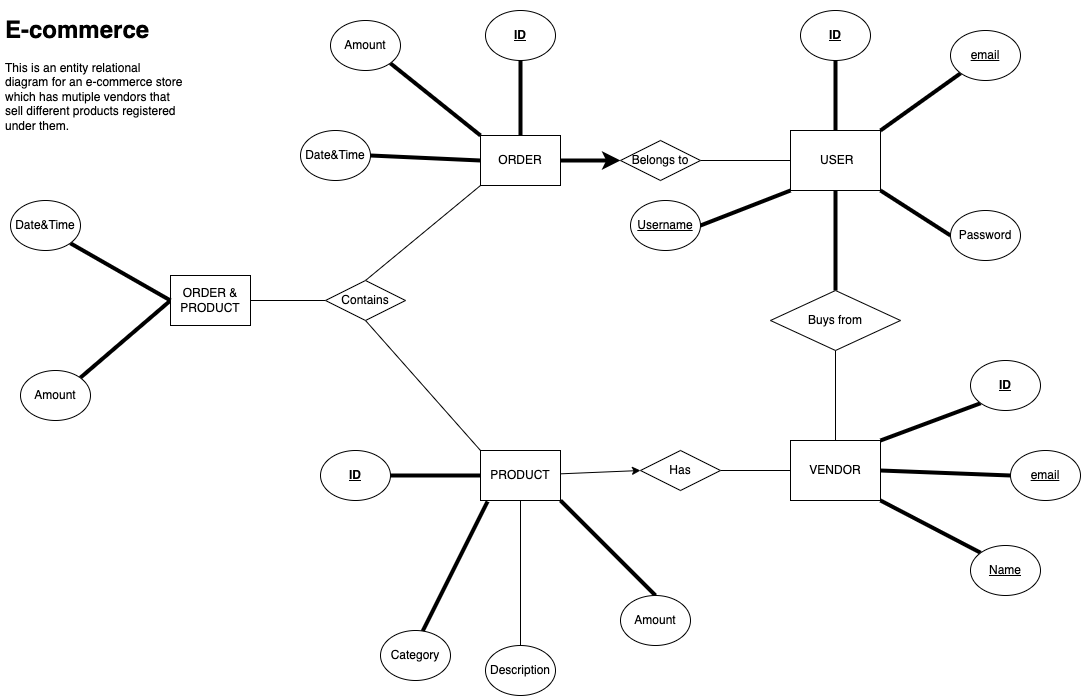 E-commerce
This is an entity relational
diagram for an e-commerce store
which has mutiple vendors that
sell different products registered
under them.
Amount
ID
ID
email
Date&Time
ORDER
Belongs to
USER
Date&Time
Username
Password
ORDER &
PRODUCT
Contains
Buys from
Amount
ID
ID
PRODUCT
Has
VENDOR
email
Name
Amount
Category
Description